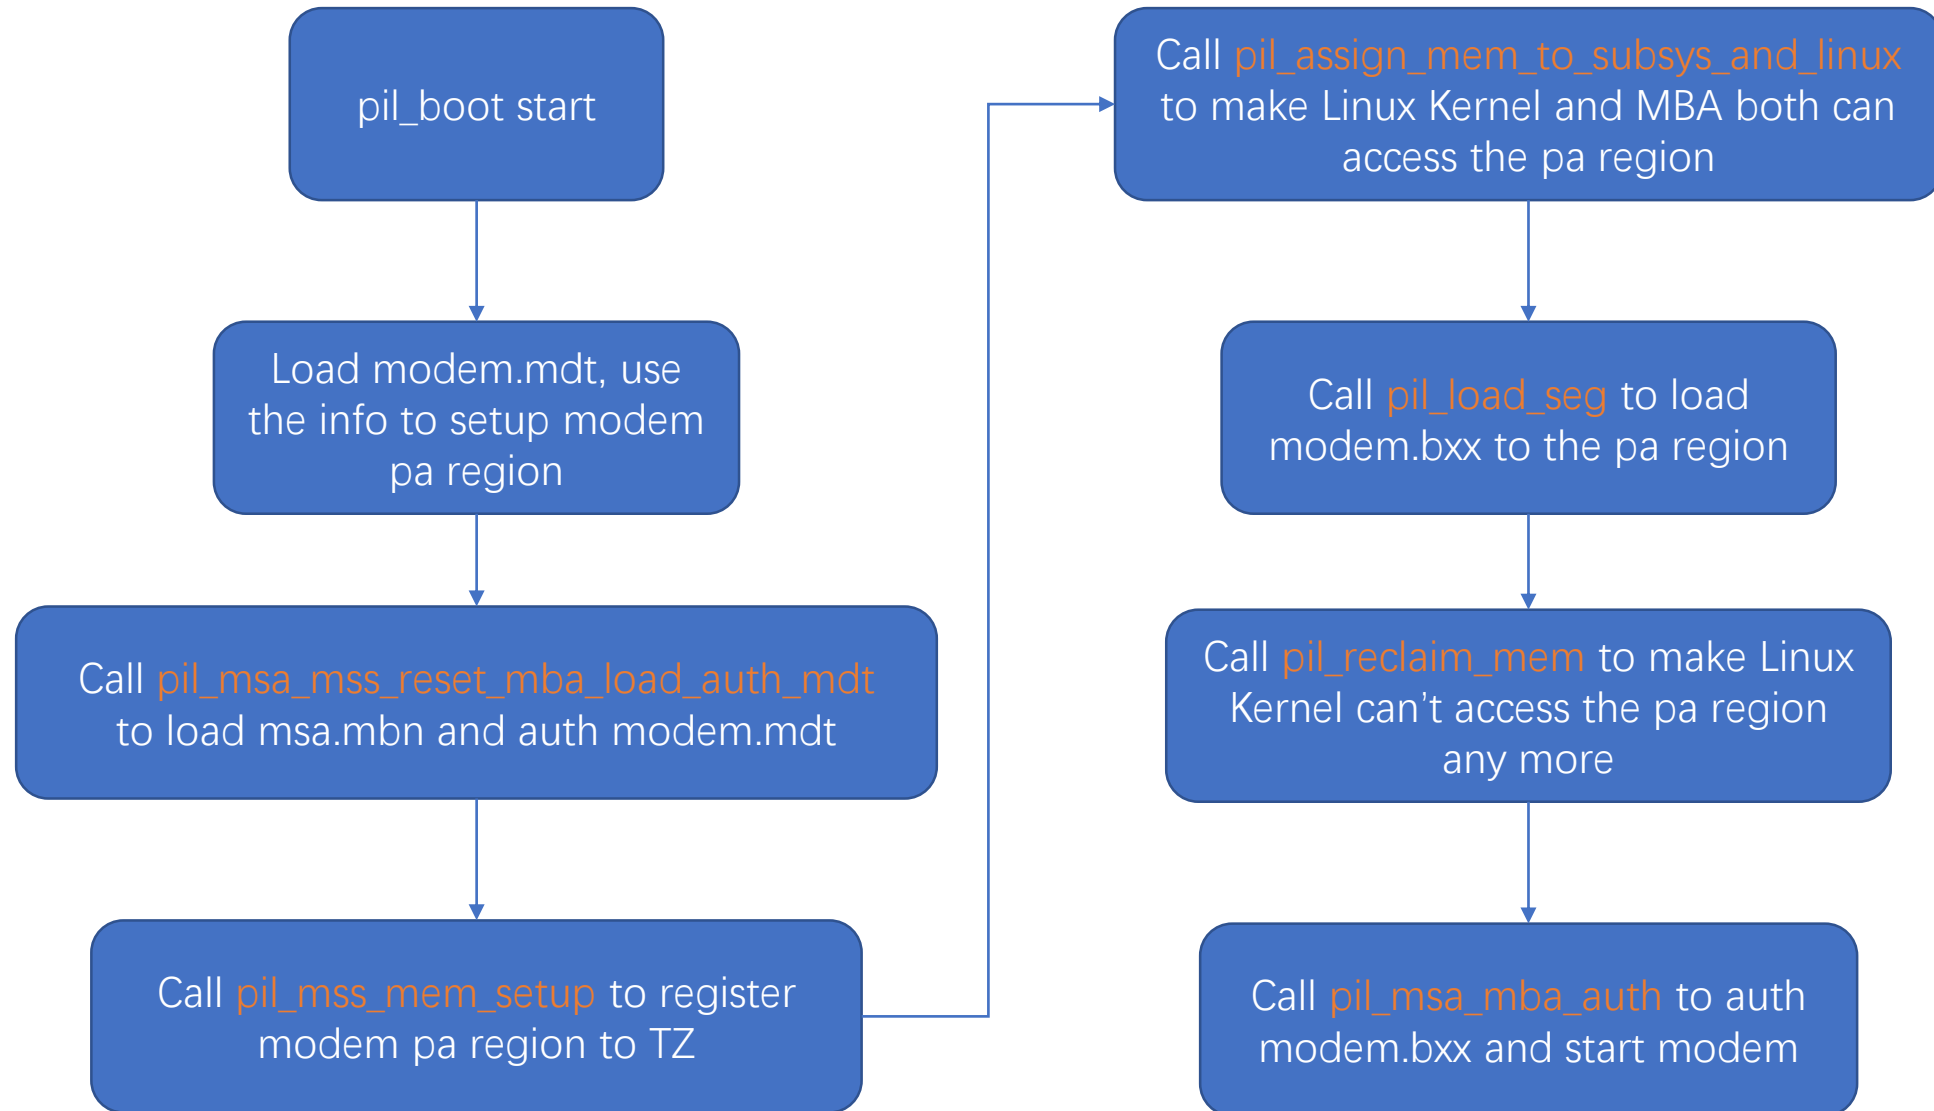 pil_boot start
Load modem.mdt, use
the info to setup modem
pa region
Call pil_msa_mss_reset_mba_load_auth_mdt
to load msa.mbn and auth modem.mdt
Call pil_mss_mem_setup to register
modem pa region to TZ
Call pil_assign_mem_to_subsys_and_linux
to make Linux Kernel and MBA both can
access the pa region
Call pil_load_seg to load
modem.bxx to the pa region
Call pil_reclaim_mem to make Linux
Kernel can’t access the pa region
any more
Call pil_msa_mba_auth to auth
modem.bxx and start modem